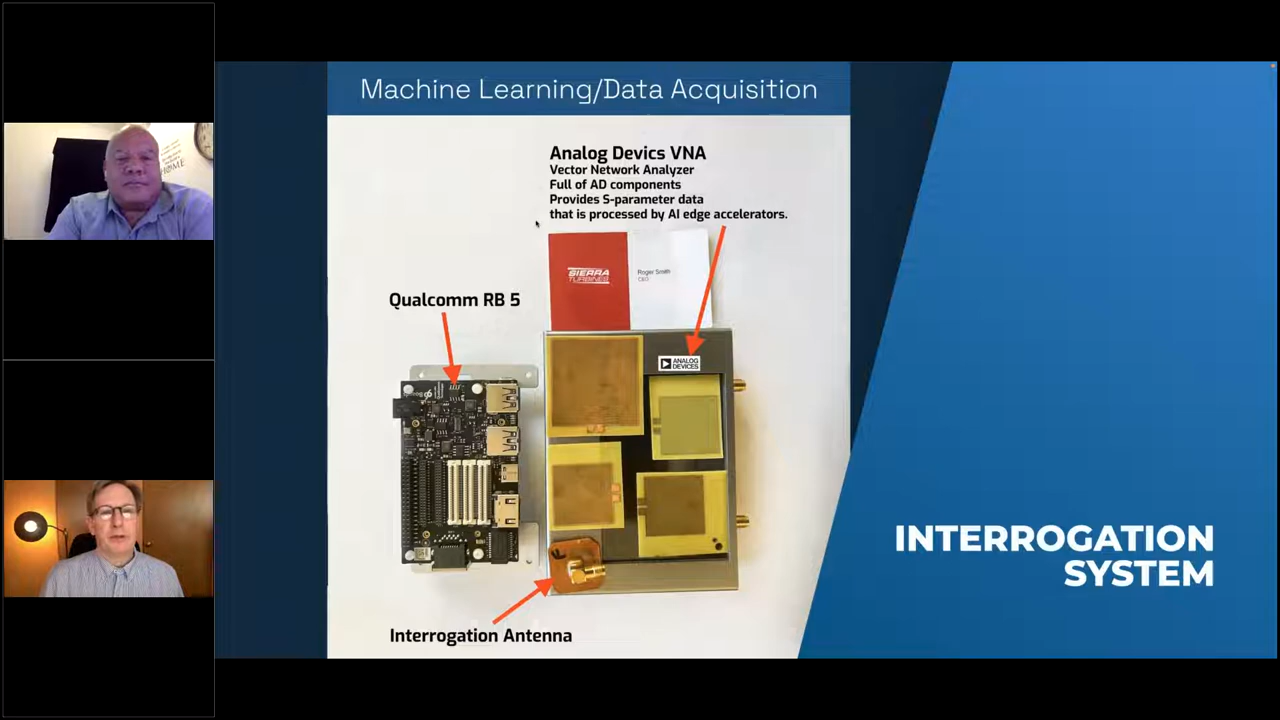 Machine Learning/Data Acquisition
Analog Devics VNA
Vector Network Analyzer
Full of AD components
Provides S-parameter data
that is processed by AI edge accelerators.
SIERRA
TURBINES
Roger Smith
CEO
Qualcomm RB 5
ANALOG
DEVICES
Interrogation Antenna
INTERROGATION
SYSTEM
HOME